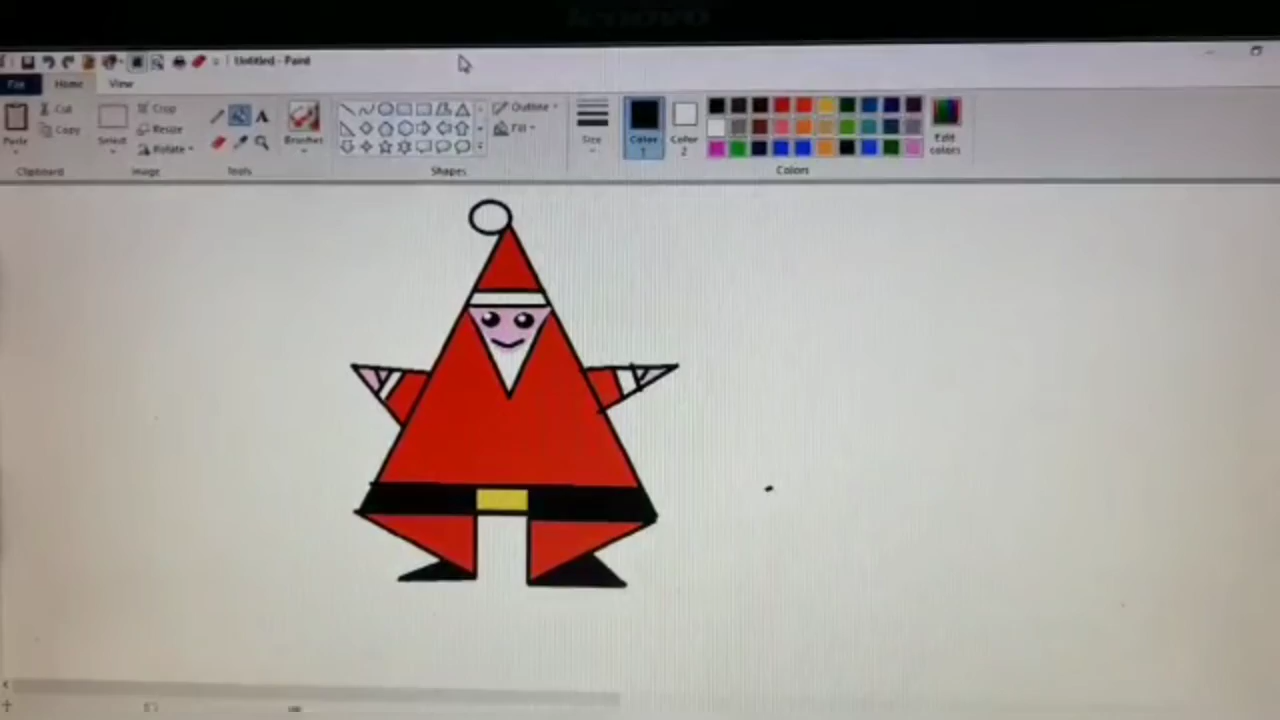 Untitled - Paint
File Home View
Cut Crop Outline
Copy Resize Fill
Paste Select Rotate A Brushes Size Color 1 Color 2 Edit colors
Clipboard Image Tools Shapes Colors